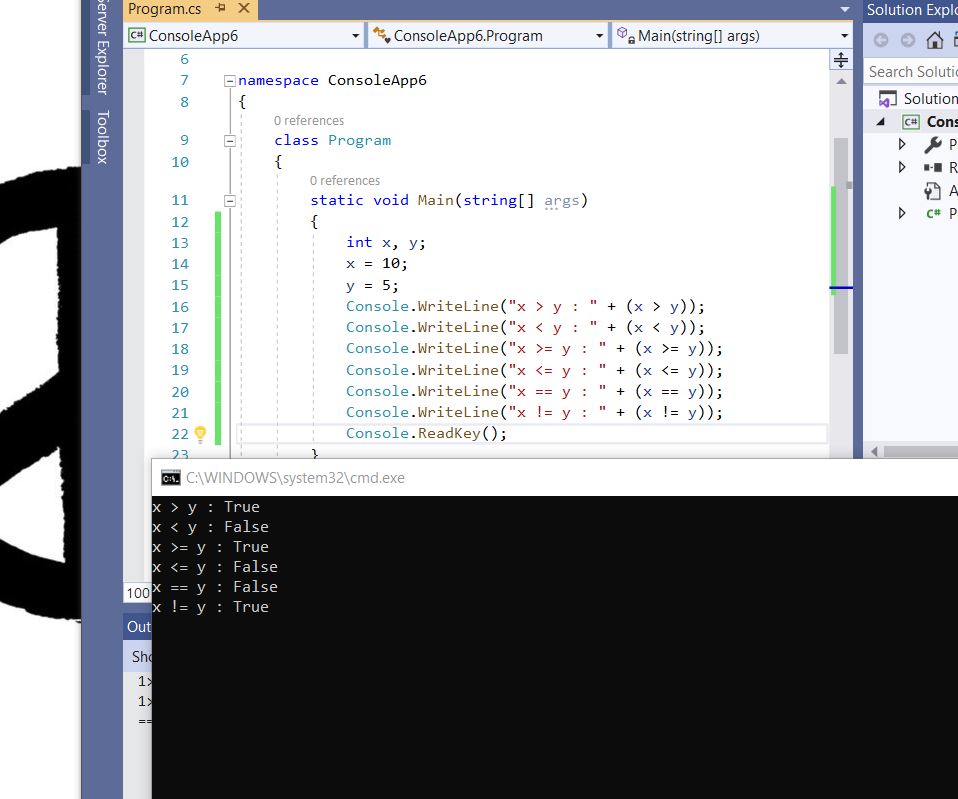 Program.cs
Solution Explo
Server Explorer
Toolbox
C# ConsoleApp6
ConsoleApp6.Program
Main(string[] args)
Search Soluti
Solution
C# Cons
P
R
A
C# P
6
7 namespace ConsoleApp6
8 {
0 references
9 class Program
10 {
0 references
11 static void Main(string[] args)
12 {
13 int x, y;
14 x = 10;
15 y = 5;
16 Console.WriteLine("x > y : " + (x > y));
17 Console.WriteLine("x < y : " + (x < y));
18 Console.WriteLine("x >= y : " + (x >= y));
19 Console.WriteLine("x <= y : " + (x <= y));
20 Console.WriteLine("x == y : " + (x == y));
21 Console.WriteLine("x != y : " + (x != y));
22 Console.ReadKey();
23 }
C:\WINDOWS\system32\cmd.exe
x > y : True
x < y : False
x >= y : True
x <= y : False
x == y : False
x != y : True
100
Out
Sho
1>
1>
==